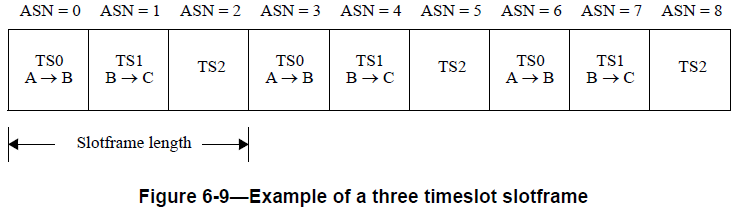 ASN = 0 ASN = 1 ASN = 2 ASN = 3 ASN = 4 ASN = 5 ASN = 6 ASN = 7 ASN = 8
TS0 TS1 TS2 TS0 TS1 TS2 TS0 TS1 TS2
A → B B → C A → B B → C A → B B → C
Slotframe length
Figure 6-9—Example of a three timeslot slotframe